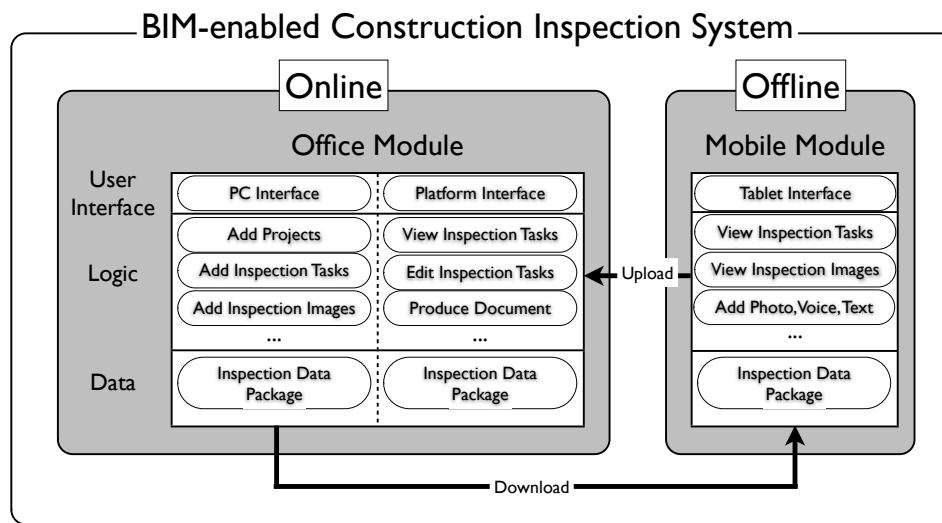 BIM-enabled Construction Inspection System
Online
Offline
Office Module
Mobile Module
User
Interface
PC Interface
Platform Interface
Tablet Interface
Logic
Add Projects
Add Inspection Tasks
Add Inspection Images
...
View Inspection Tasks
Edit Inspection Tasks
Produce Document
...
Upload
View Inspection Tasks
View Inspection Images
Add Photo,Voice,Text
...
Data
Inspection Data
Package
Inspection Data
Package
Inspection Data
Package
Download